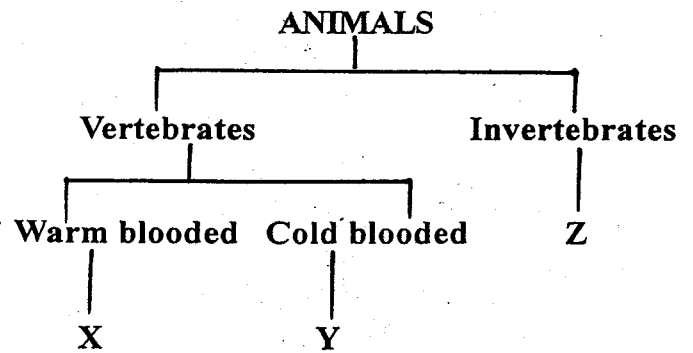 ANIMALS
Vertebrates Invertebrates
Warm blooded Cold blooded Z
X Y